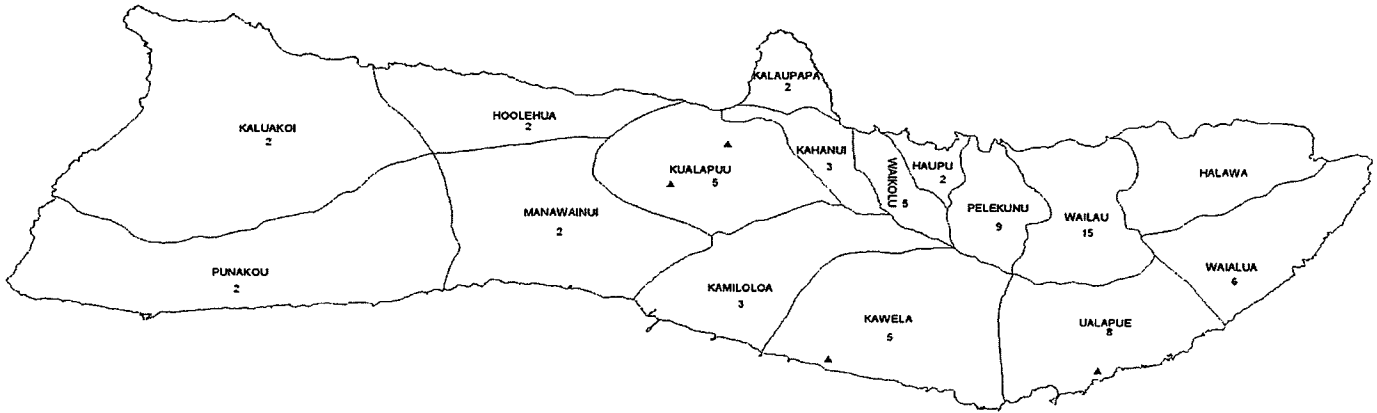 KALAUPAPA
2
KALUAKOI
2
HOOLEHUA
2
KUALAPUU
5
KAHANUI
3
WAIKOLU
5
HAUPU
2
PELEKUNU
9
WAILAU
15
HALAWA
MANAWAINUI
2
PUNAKOU
2
KAMILOLOA
3
KAWELA
5
UALAPUE
8
WAIALUA
6